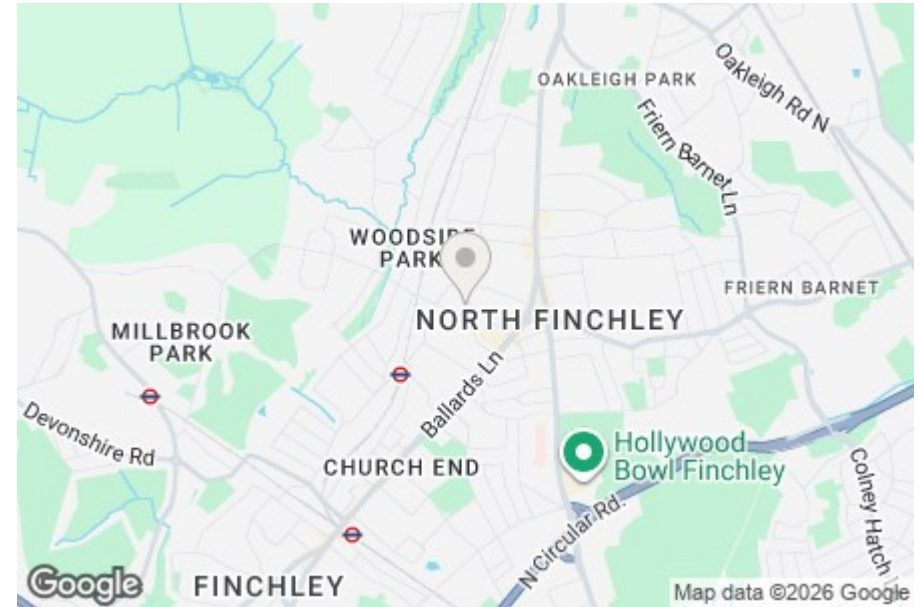 OAKLEIGH PARK
Oakleigh Rd N
Friern Barnet Ln
WOODSIDE
PARK
FRIERN BARNET
NORTH FINCHLEY
MILLBROOK
PARK
Ballards Ln
Devonshire Rd
Hollywood
Bowl Finchley
CHURCH END
Colney Hatch
N Circular Rd.
FINCHLEY
Google
Map data ©2026 Google